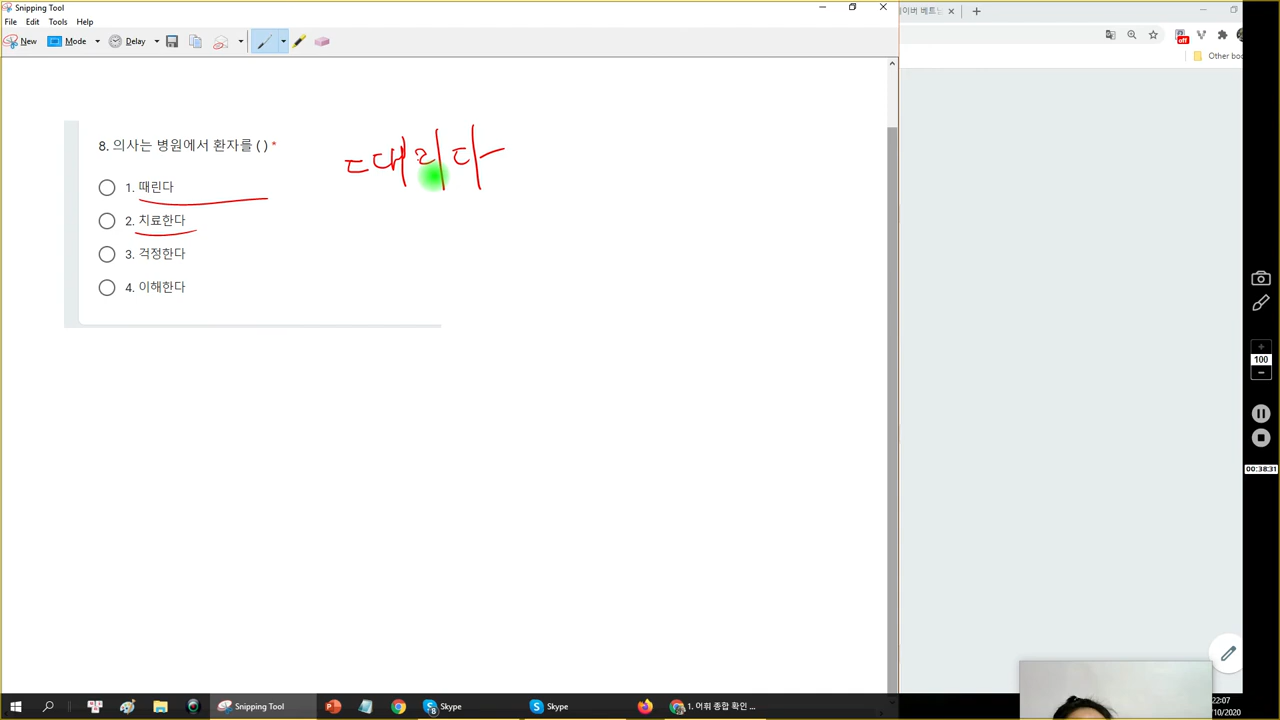 Snipping Tool
File Edit Tools Help
New Mode Delay
8. 의사는 병원에서 환자를 ( ) *
1. 때린다
2. 치료한다
3. 걱정한다
4. 이해한다
때리다
off
Other
100
00:38:31
Snipping Tool
Skype
Skype
1. 어휘 종합 확인 ...
22:07
/10/2020